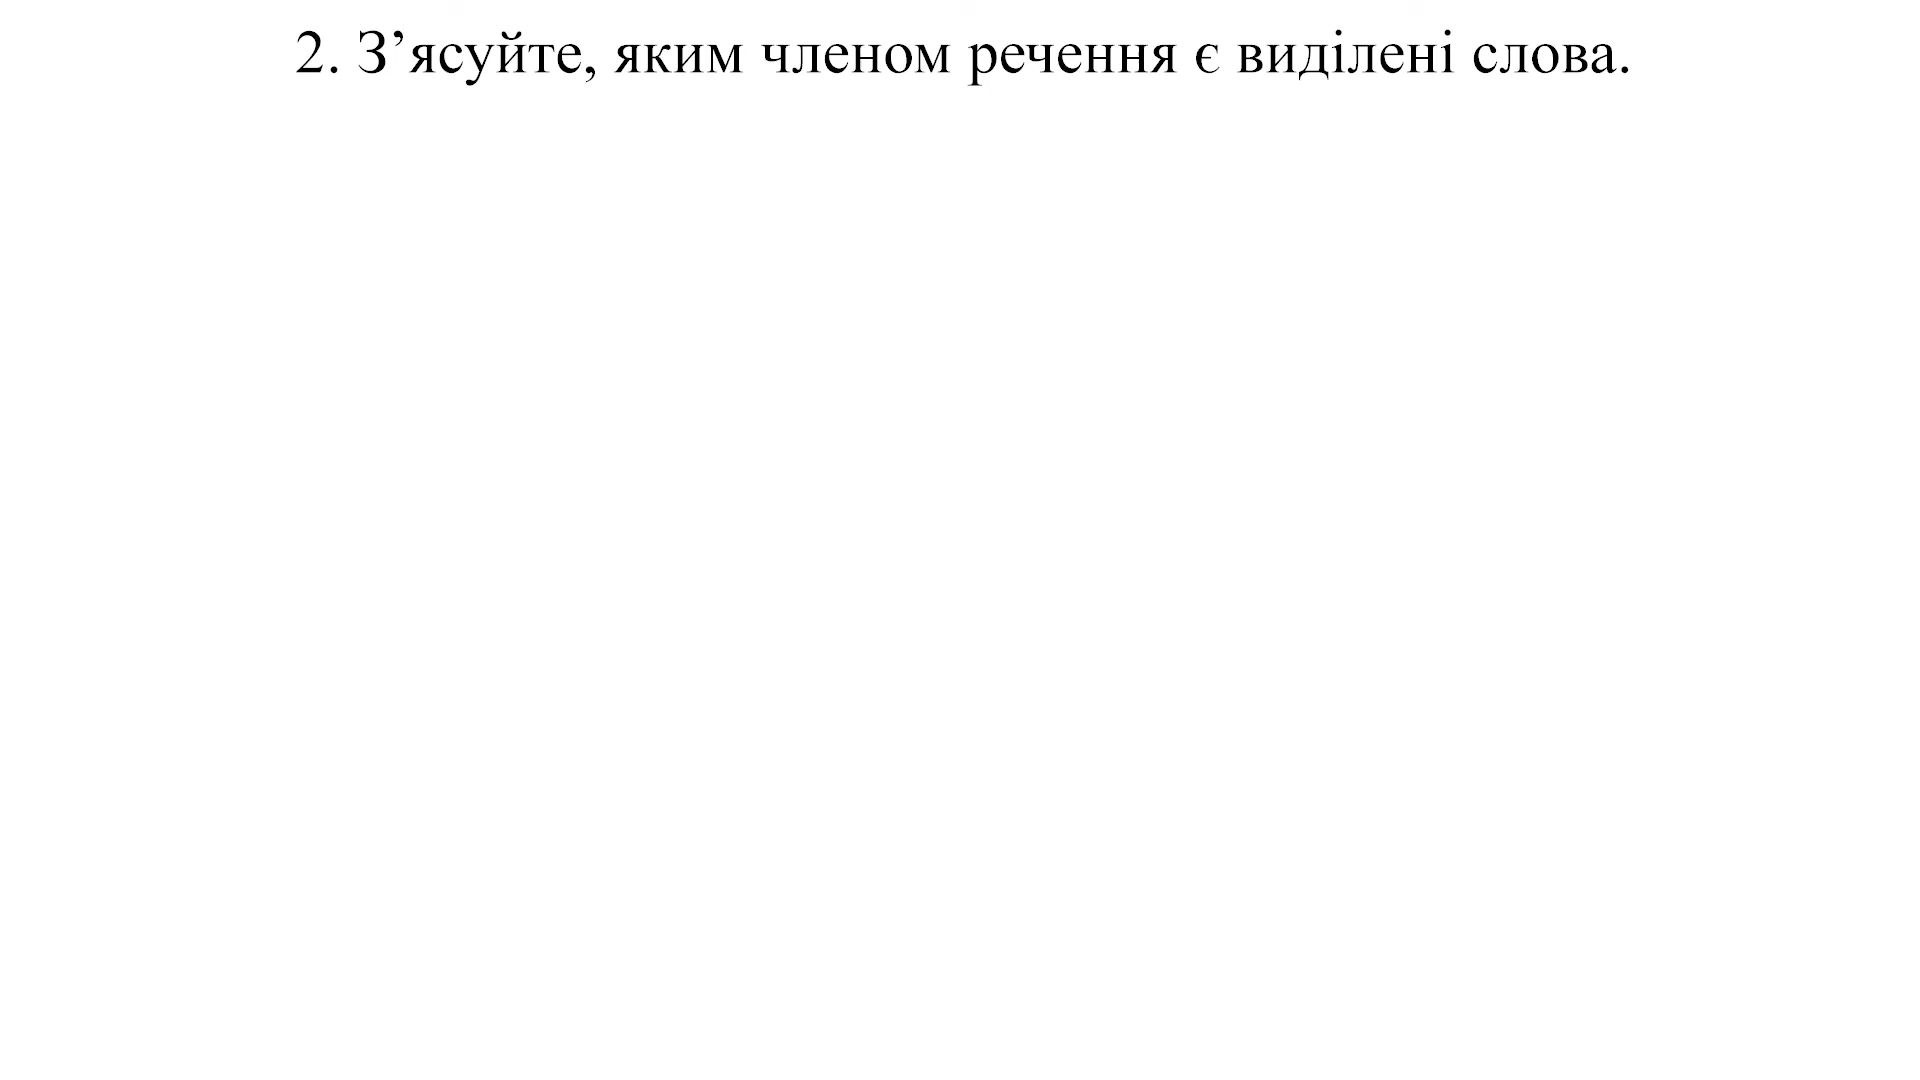 2. З’ясуйте, яким членом речення є виділені слова.